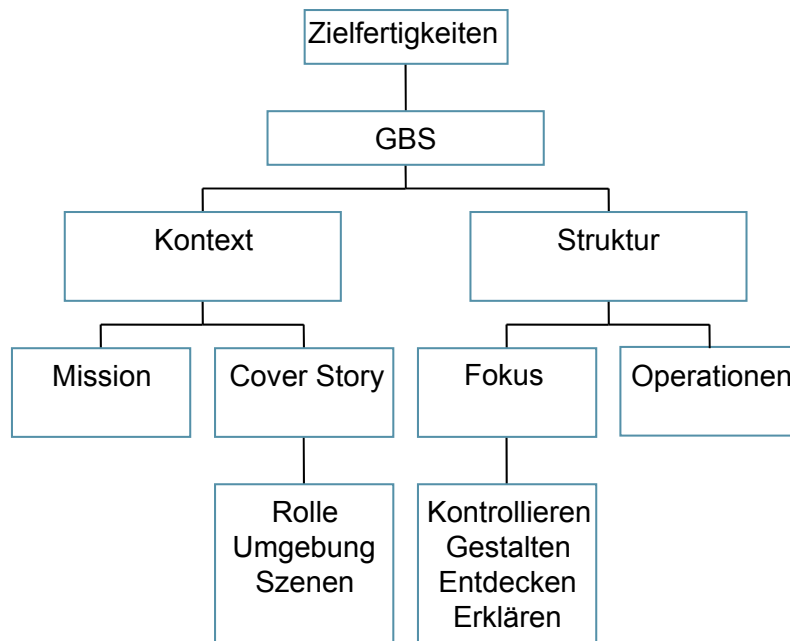 Zielfertigkeiten
GBS
Kontext
Struktur
Mission
Cover Story
Fokus
Operationen
Rolle
Umgebung
Szenen
Kontrollieren
Gestalten
Entdecken
Erklären